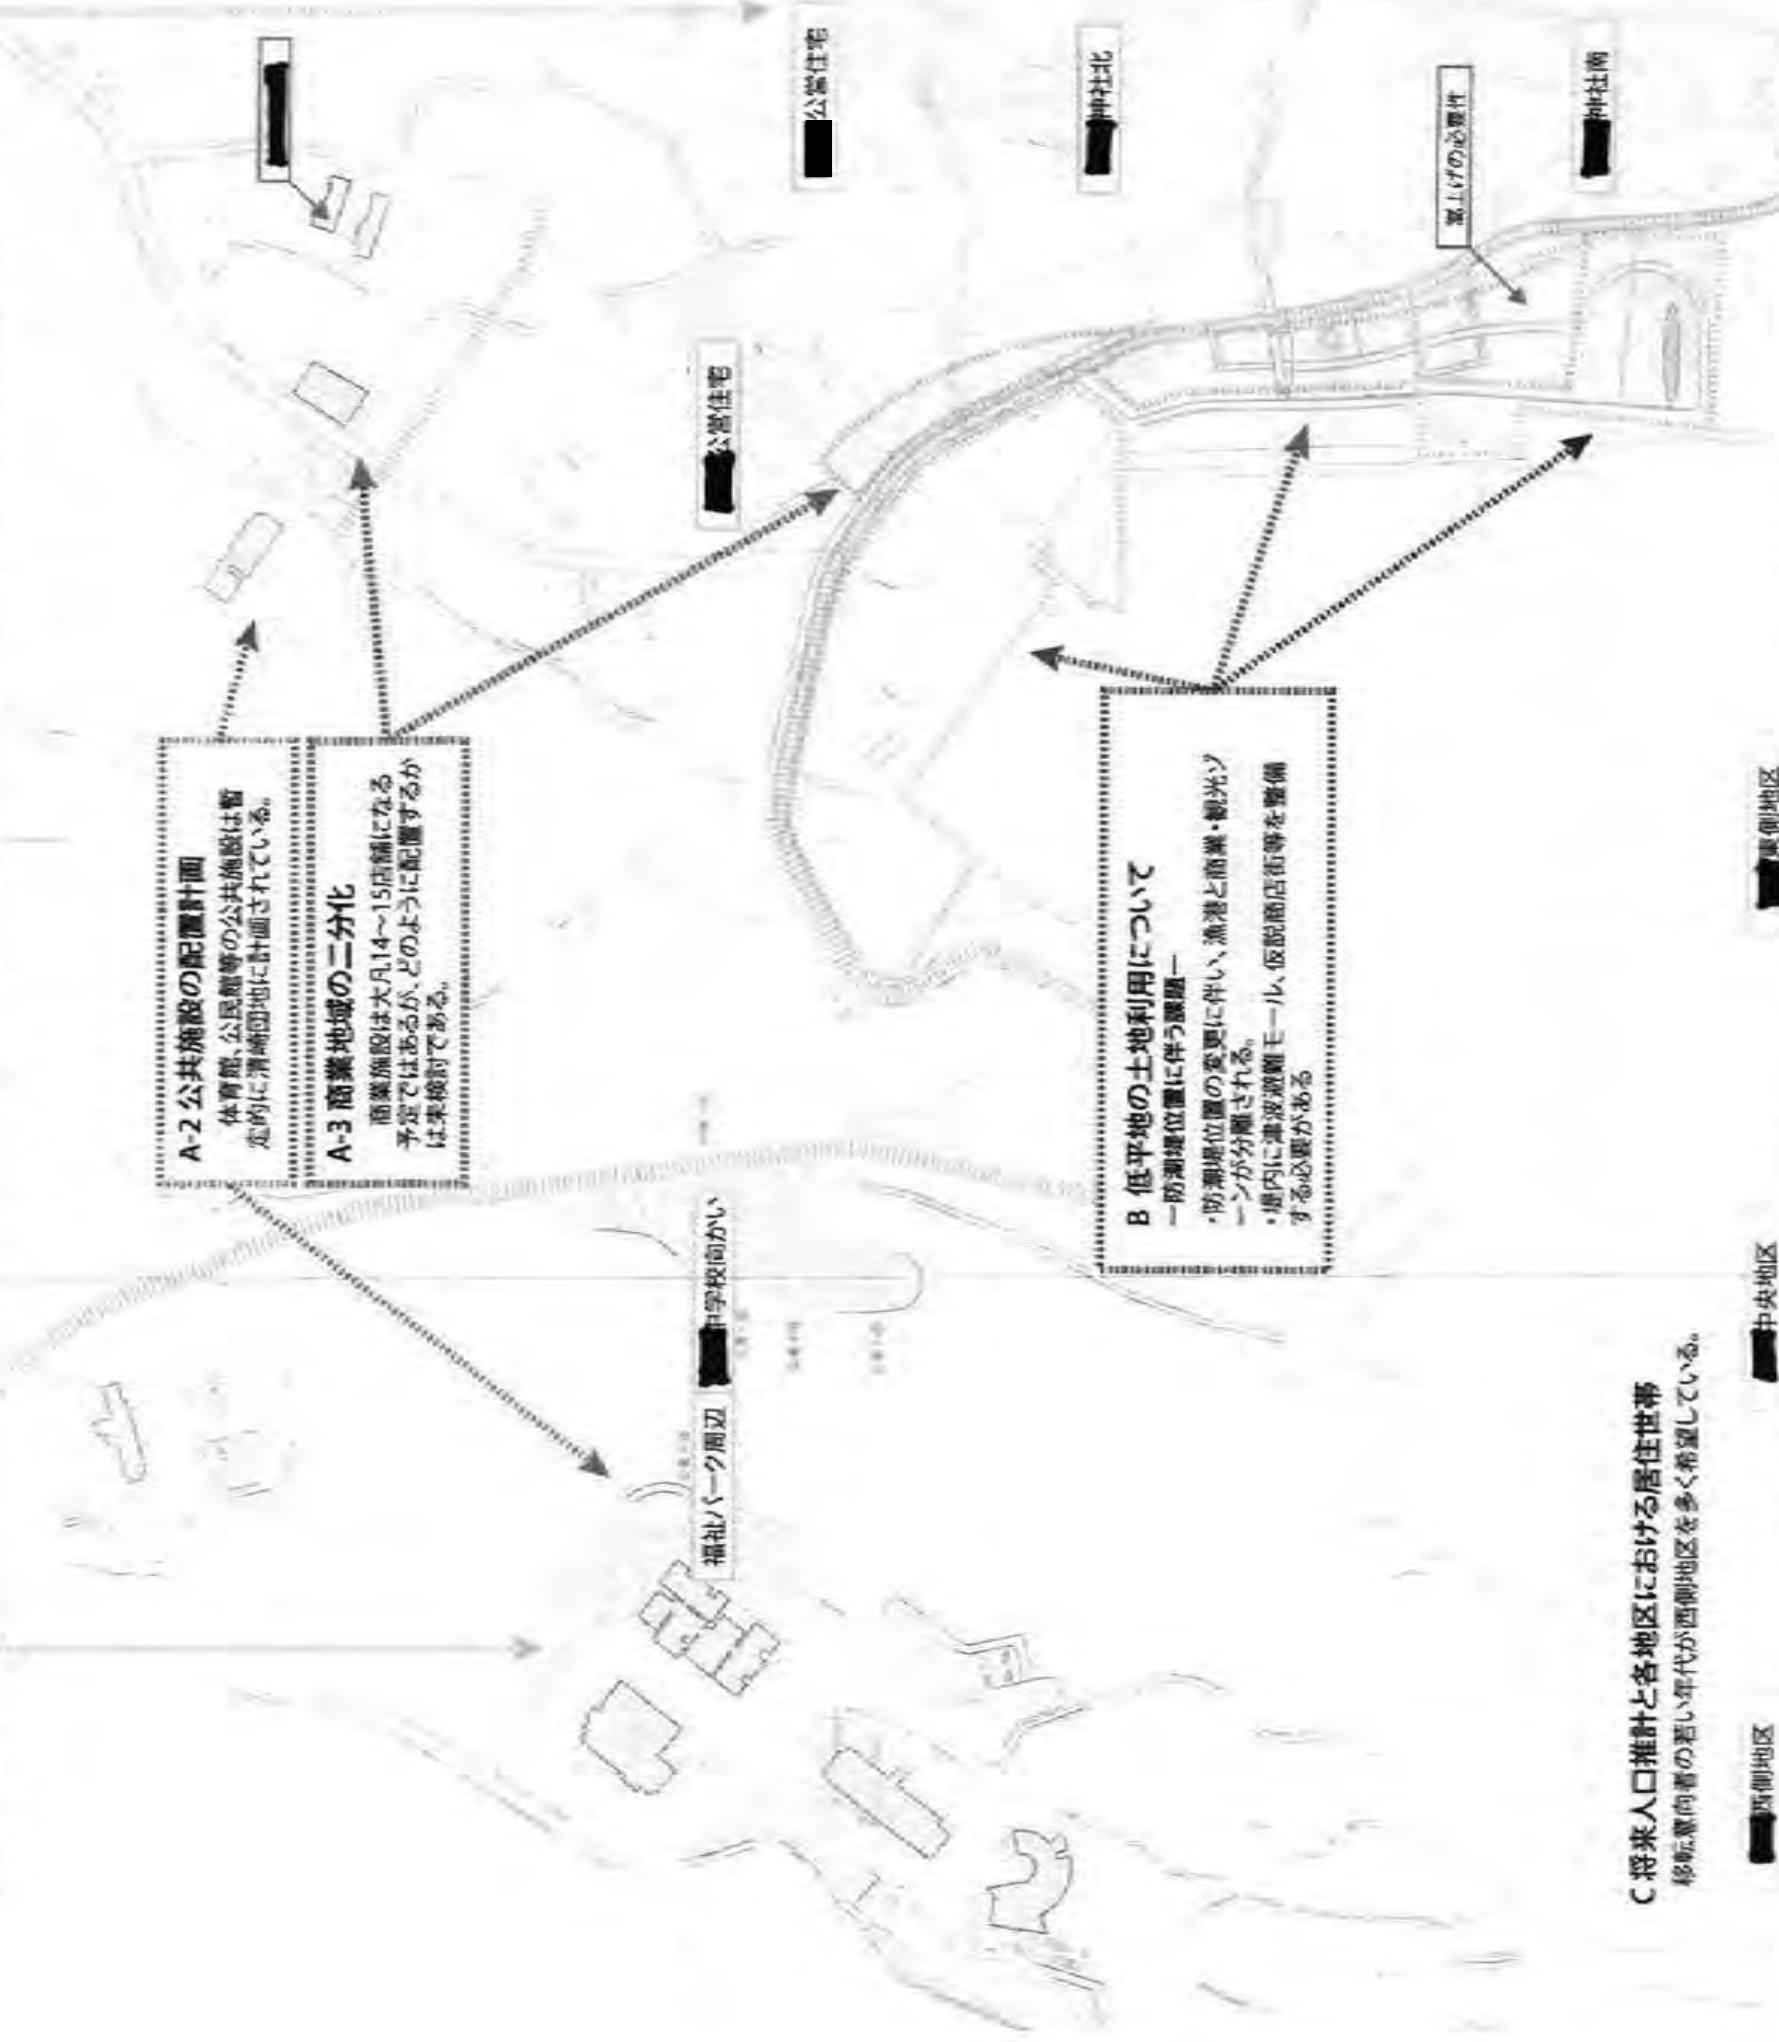 A-2 公共施設の配置計画
体育館、公民館等の公共施設は暫
定的に清崎団地に計画されている。
A-3 商業地域の二分化
商業施設は大凡14～15店舗になる
予定ではあるが、どのように配置するか
は未検討である。
公営住宅
公営住宅
神社北
嵩上げの必要性
神社南
中学校向かい
福祉パーク周辺
B 低平地の土地利用について
―防潮堤位置に伴う課題―
・防潮堤位置の変更に伴い、漁港と商業・観光ゾ
ーンが分離される。
・堤内に津波避難モール、仮設商店街等を整備
する必要がある
C 将来人口推計と各地区における居住世帯
移転意向者の若い年代が西側地区を多く希望している。
西側地区
中央地区
東側地区